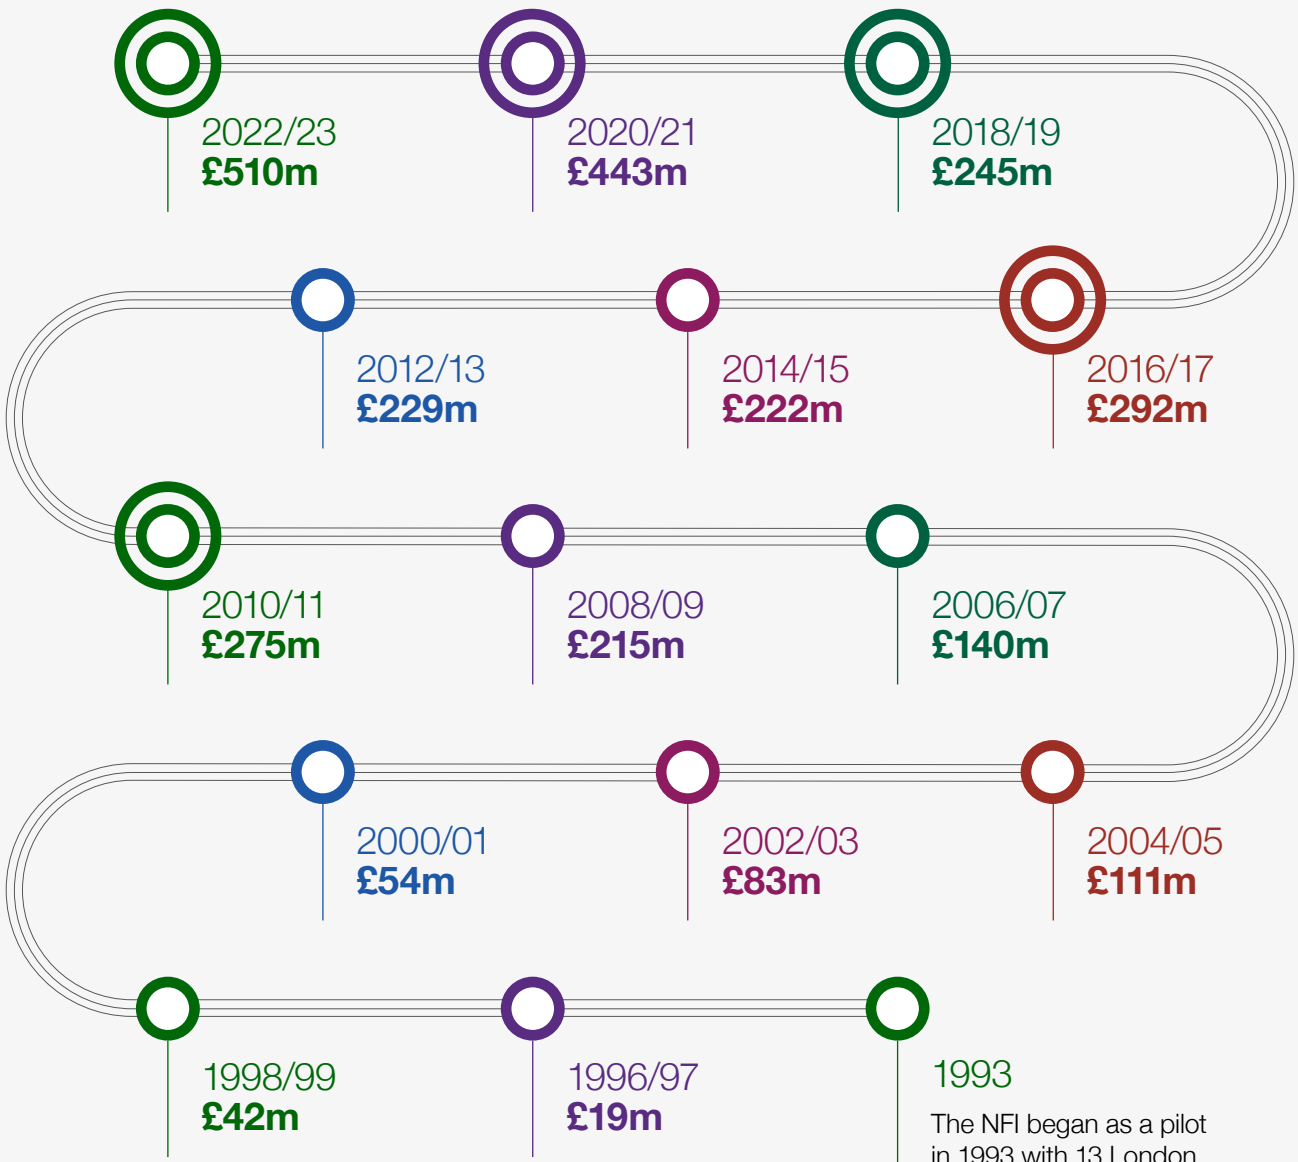 2022/23
£510m
2020/21
£443m
2018/19
£245m
2012/13
£229m
2014/15
£222m
2016/17
£292m
2010/11
£275m
2008/09
£215m
2006/07
£140m
2000/01
£54m
2002/03
£83m
2004/05
£111m
1998/99
£42m
1996/97
£19m
1993
The NFI began as a pilot
in 1993 with 13 London